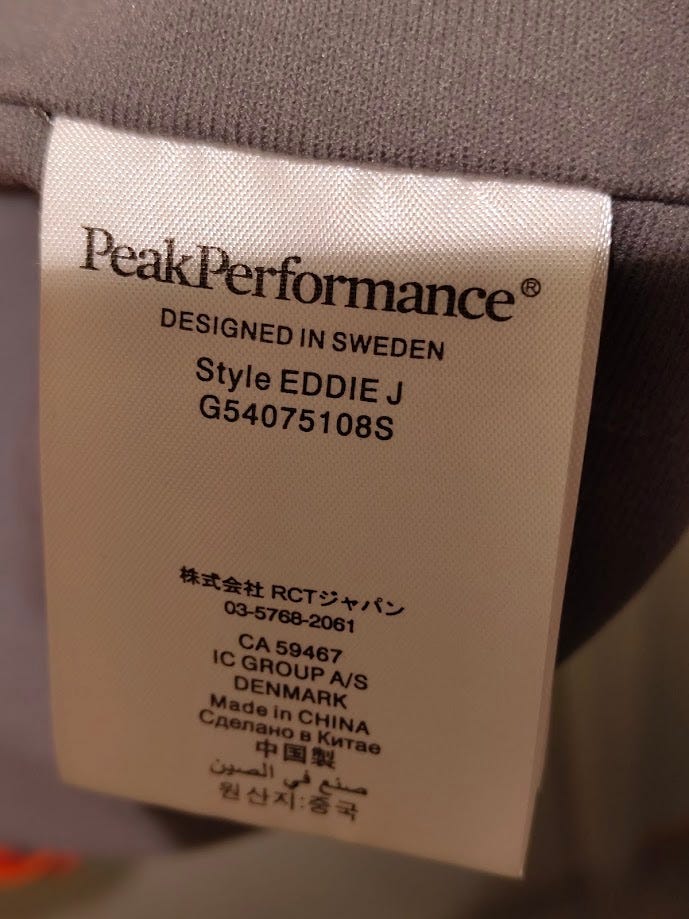 PeakPerformance®
DESIGNED IN SWEDEN
Style EDDIE J
G54075108S
株式会社 RCTジャパン
03-5768-2061
CA 59467
IC GROUP A/S
DENMARK
Made in CHINA
Сделано в Китае
中国製
صنع في الصين
원산지:중국